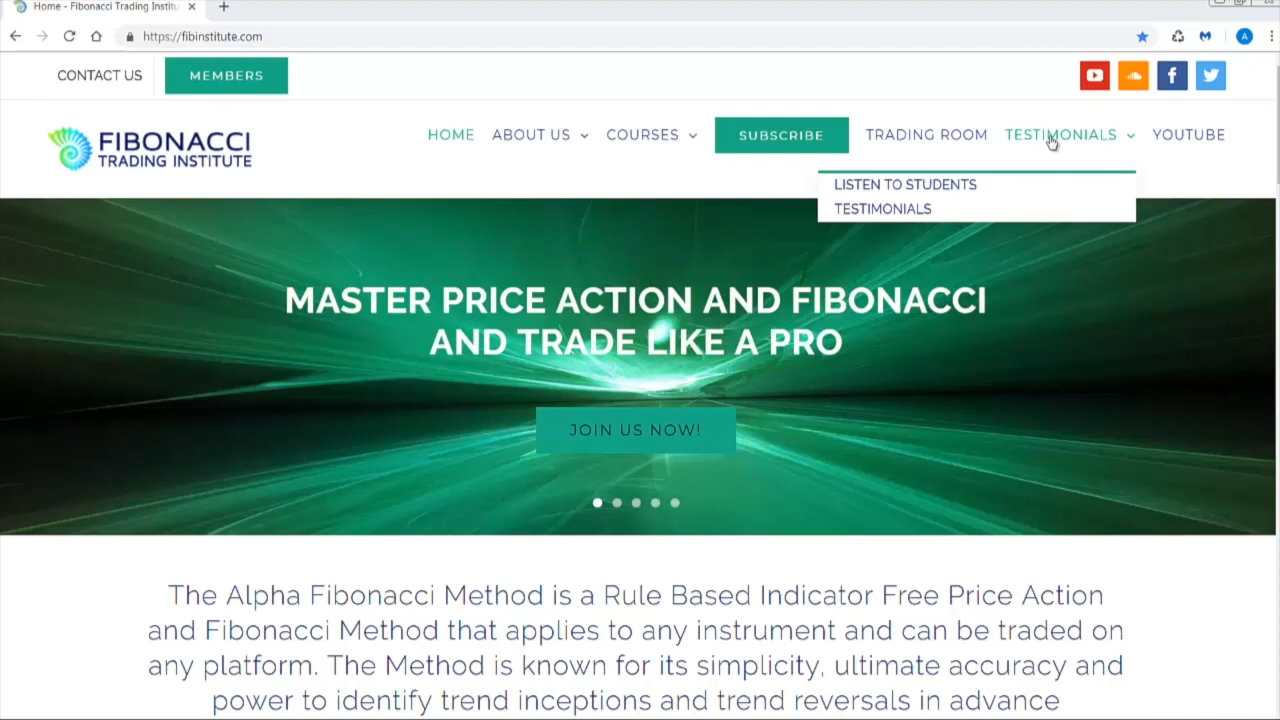 Home - Fibonacci Trading Institu
https://fibinstitute.com
A
CONTACT US
MEMBERS
FIBONACCI
TRADING INSTITUTE
HOME
ABOUT US
COURSES
SUBSCRIBE
TRADING ROOM
TESTIMONIALS
YOUTUBE
LISTEN TO STUDENTS
TESTIMONIALS
MASTER PRICE ACTION AND FIBONACCI
AND TRADE LIKE A PRO
JOIN US NOW!
The Alpha Fibonacci Method is a Rule Based Indicator Free Price Action
and Fibonacci Method that applies to any instrument and can be traded on
any platform. The Method is known for its simplicity, ultimate accuracy and
power to identify trend inceptions and trend reversals in advance